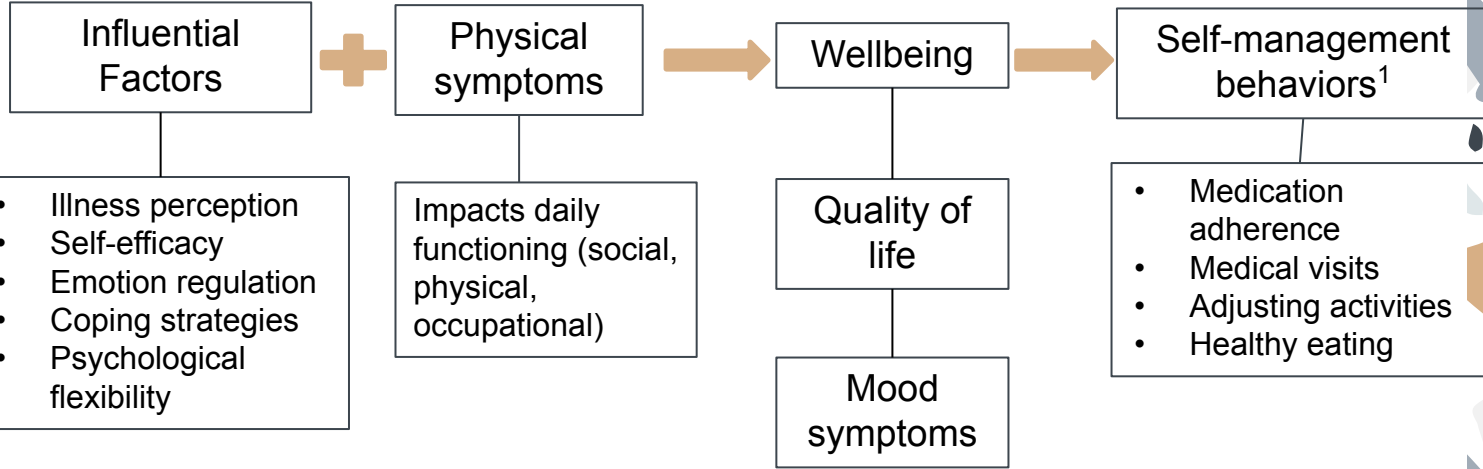 Influential
Factors
Physical
symptoms
Wellbeing
Self-management
behaviors¹
• Illness perception
• Self-efficacy
• Emotion regulation
• Coping strategies
• Psychological
flexibility
Impacts daily
functioning (social,
physical,
occupational)
Quality of
life
Mood
symptoms
• Medication
adherence
• Medical visits
• Adjusting activities
• Healthy eating